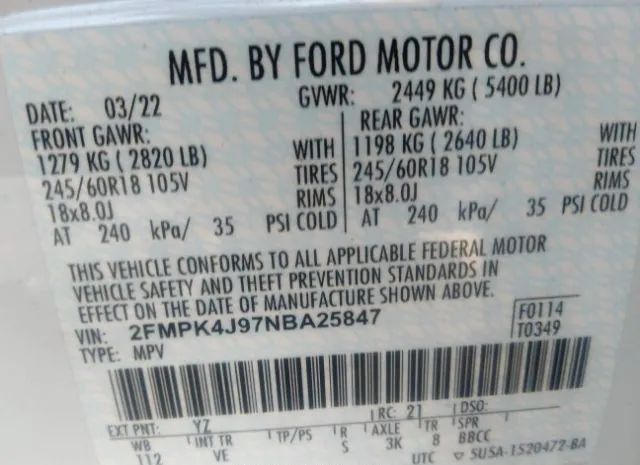 MFD. BY FORD MOTOR CO.
DATE: 03/22 GVWR: 2449 KG ( 5400 LB)
FRONT GAWR: REAR GAWR:
1279 KG ( 2820 LB) WITH 1198 KG ( 2640 LB) WITH
245/60R18 105V TIRES 245/60R18 105V TIRES
18x8.0J RIMS 18x8.0J RIMS
AT 240 kPa/ 35 PSI COLD AT 240 kPa/ 35 PSI COLD
THIS VEHICLE CONFORMS TO ALL APPLICABLE FEDERAL MOTOR
VEHICLE SAFETY AND THEFT PREVENTION STANDARDS IN
EFFECT ON THE DATE OF MANUFACTURE SHOWN ABOVE.
VIN: 2FMPK4J97NBA25847 F0114
TYPE: MPV T0349
EXT PNT: YZ RC: 21 DSO:
WB INT TR TP/PS R AXLE TR SPR
112 VE S 3K 8 BBCC
UTC 5USA-1520472-BA